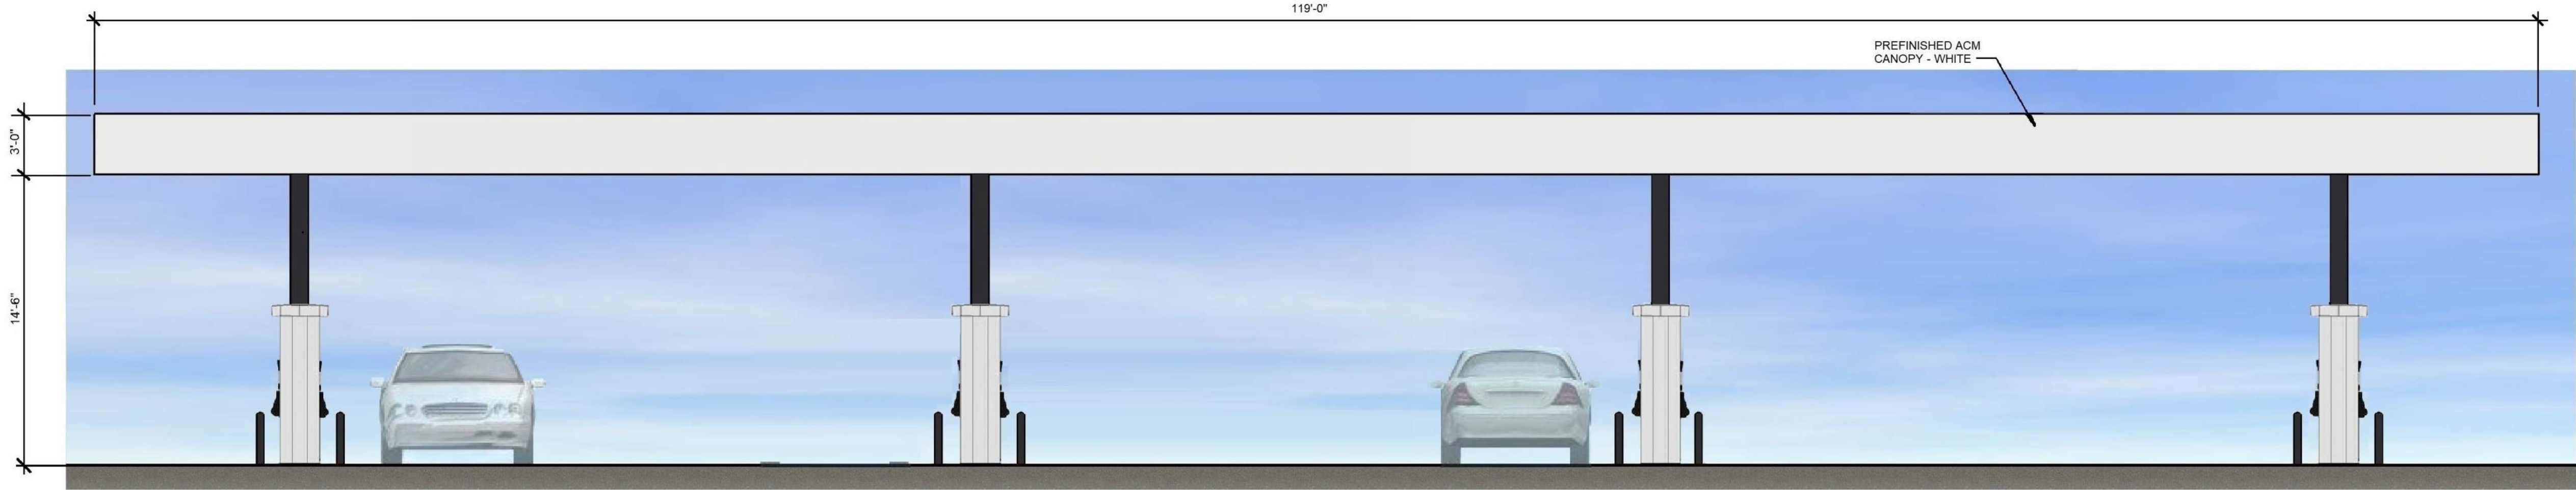 119'-0"
PREFINISHED ACM
CANOPY - WHITE
3'-0"
14'-6"